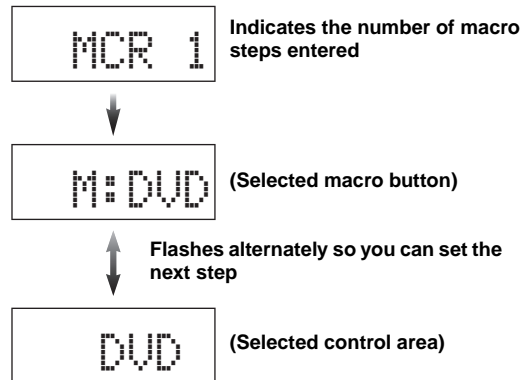 MCR 1
Indicates the number of macro
steps entered
M:DVD
(Selected macro button)
Flashes alternately so you can set the
next step
DVD
(Selected control area)